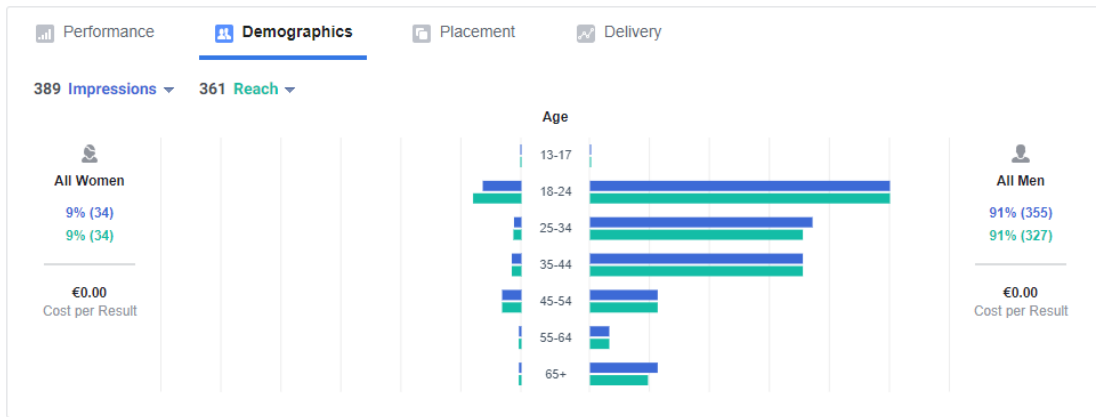 Performance Demographics Placement Delivery
389 Impressions 361 Reach
Age
13-17
All Women
18-24
All Men
9% (34)
91% (355)
9% (34)
25-34
91% (327)
35-44
€0.00
45-54
€0.00
Cost per Result
Cost per Result
55-64
65+